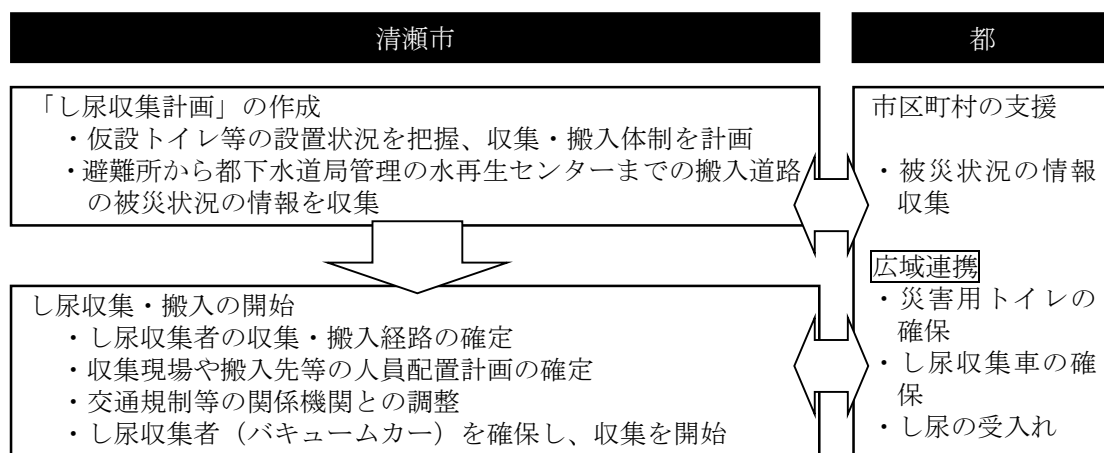 清瀬市
「し尿収集計画」の作成
・仮設トイレ等の設置状況を把握、収集・搬入体制を計画
・避難所から都下水道局管理の水再生センターまでの搬入道路
の被災状況の情報を収集
し尿収集・搬入の開始
・し尿収集者の収集・搬入経路の確定
・収集現場や搬入先等の人員配置計画の確定
・交通規制等の関係機関との調整
・し尿収集者（バキュームカー）を確保し、収集を開始
都
市区町村の支援
・被災状況の情報
収集
広域連携
・災害用トイレの
確保
・し尿収集車の確
保
・し尿の受入れ